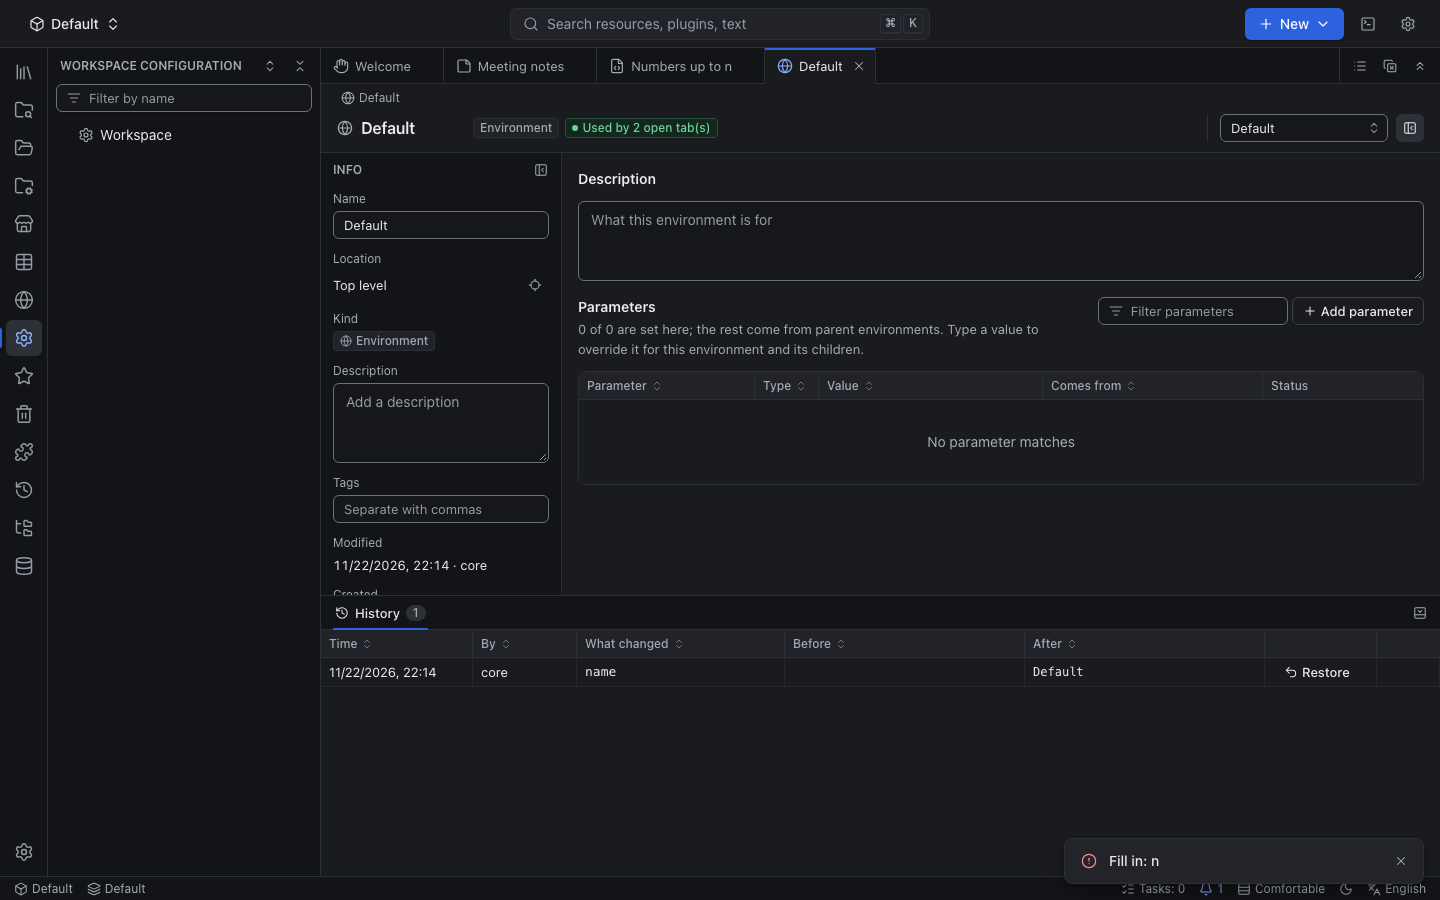 Default
Search resources, plugins, text
⌘ K
New
WORKSPACE CONFIGURATION
Filter by name
Workspace
Welcome
Meeting notes
Numbers up to n
Default
Default
Default
Environment
Used by 2 open tab(s)
Default
INFO
Name
Default
Location
Top level
Kind
Environment
Description
Add a description
Tags
Separate with commas
Modified
11/22/2026, 22:14 · core
Created
Description
What this environment is for
Parameters
0 of 0 are set here; the rest come from parent environments. Type a value to
override it for this environment and its children.
Filter parameters
Add parameter
Parameter
Type
Value
Comes from
Status
No parameter matches
History 1
Time
By
What changed
Before
After
11/22/2026, 22:14
core
name
Default
Restore
Fill in: n
Default
Default
Tasks: 0
1
Comfortable
English